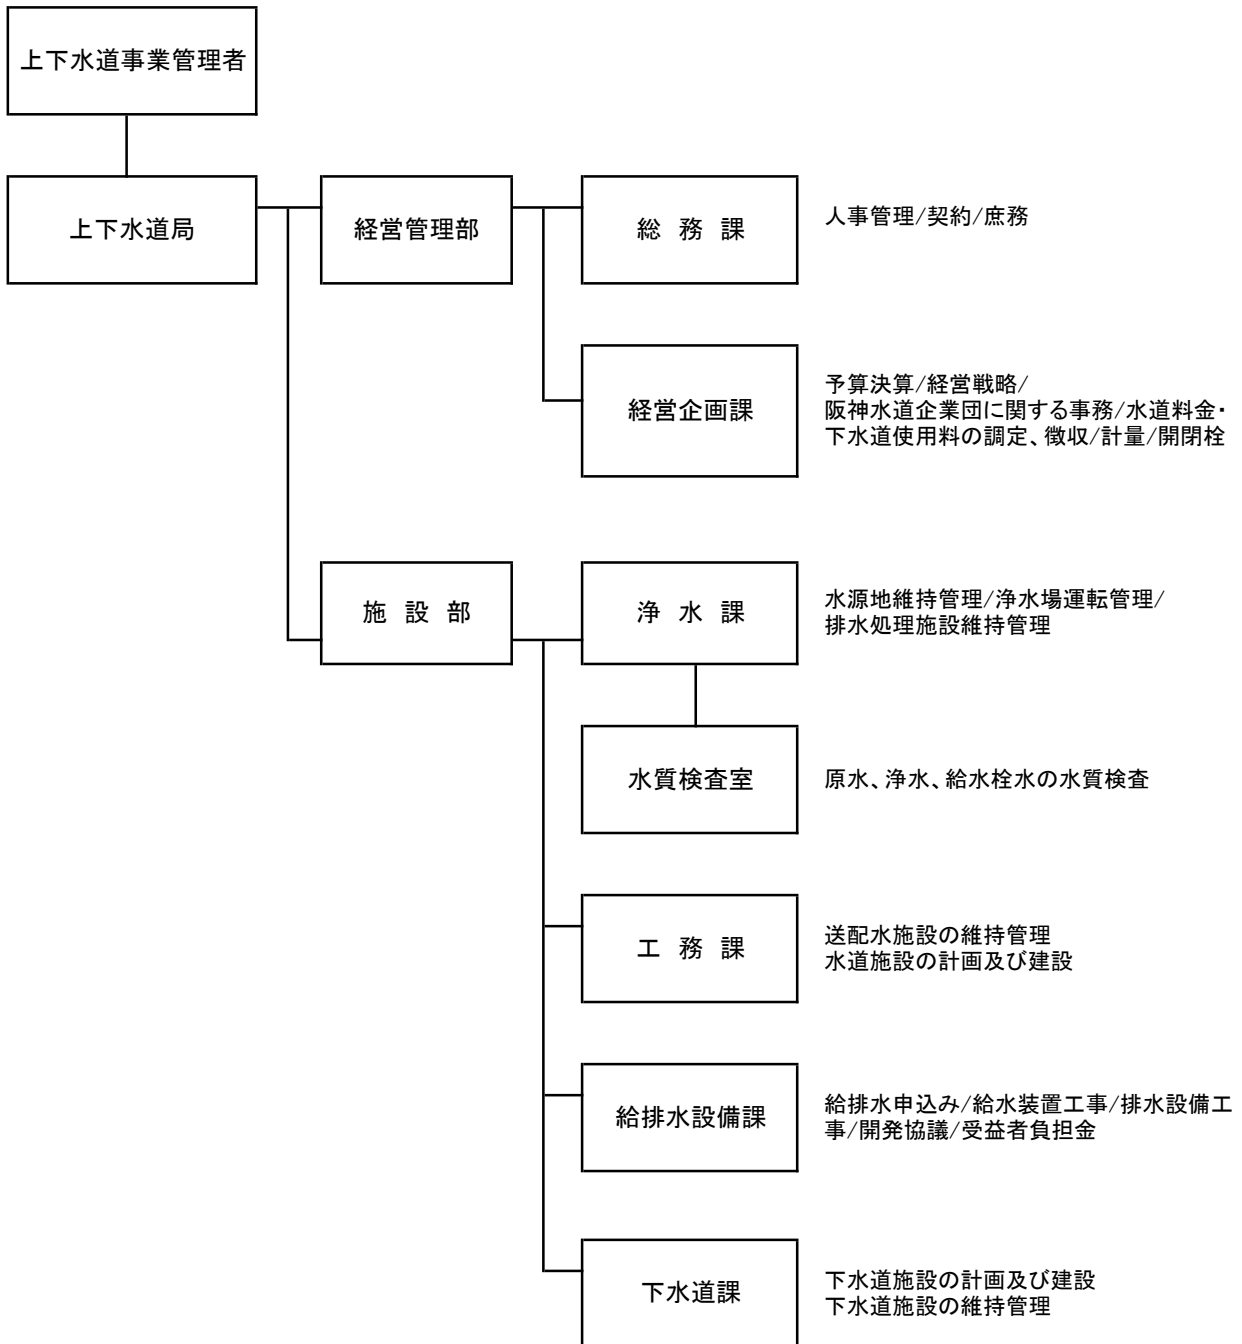 上下水道事業管理者
上下水道局
経営管理部
総 務 課
人事管理/契約/庶務
経営企画課
予算決算/経営戦略/
阪神水道企業団に関する事務/水道料金・
下水道使用料の調定、徴収/計量/開閉栓
施 設 部
浄 水 課
水源地維持管理/浄水場運転管理/
排水処理施設維持管理
水質検査室
原水、浄水、給水栓水の水質検査
工 務 課
送配水施設の維持管理
水道施設の計画及び建設
給排水設備課
給排水申込み/給水装置工事/排水設備工
事/開発協議/受益者負担金
下水道課
下水道施設の計画及び建設
下水道施設の維持管理